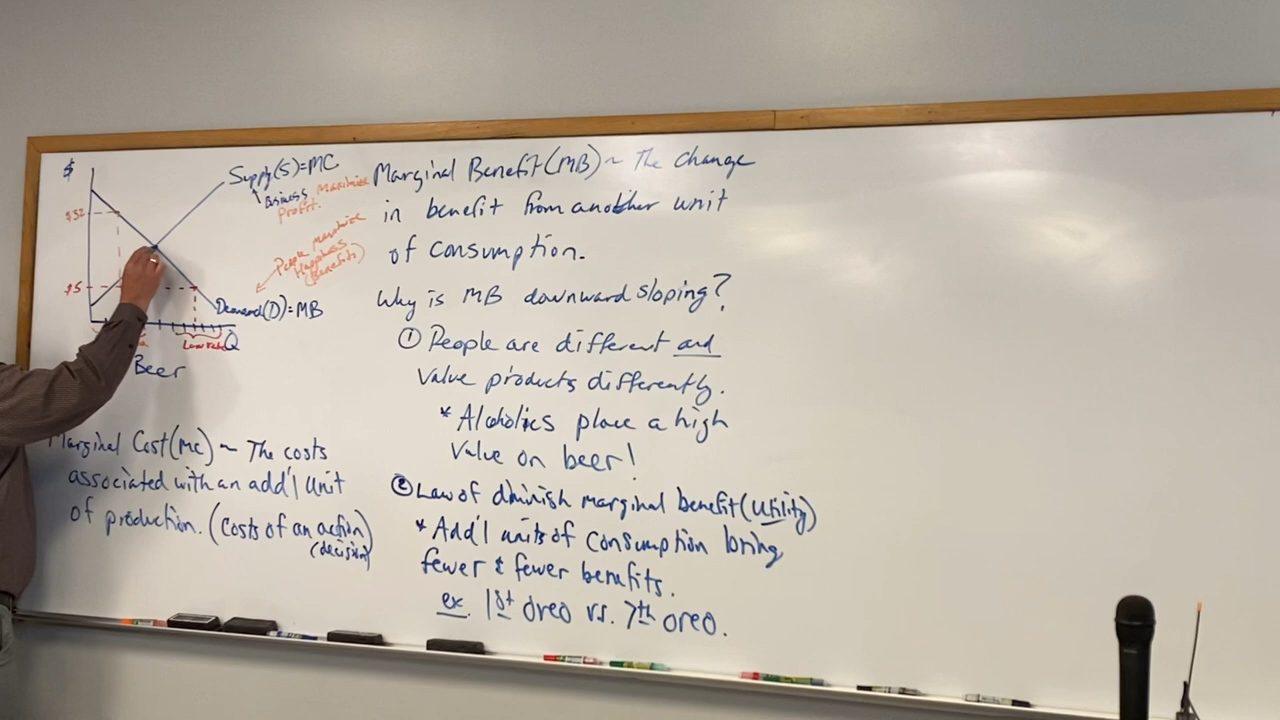 $
Supply(S)=MC
Business Maximize
Profit.
$32
People maximize
Happiness
(Benefits)
$5
Demand(D)=MB
Q
Beer
Marginal Cost(MC) ~ The costs
associated with an add'l unit
of production. (Costs of an action)
(decision)
Marginal Benefit(MB) ~ The change
in benefit from another unit
of consumption.
Why is MB downward sloping?
① People are different and
value products differently.
* Alcoholics place a high
value on beer!
② Law of diminish marginal benefit(Utility)
* Add'l units of consumption bring
fewer & fewer benefits.
ex. 1st oreo vs. 7th oreo.